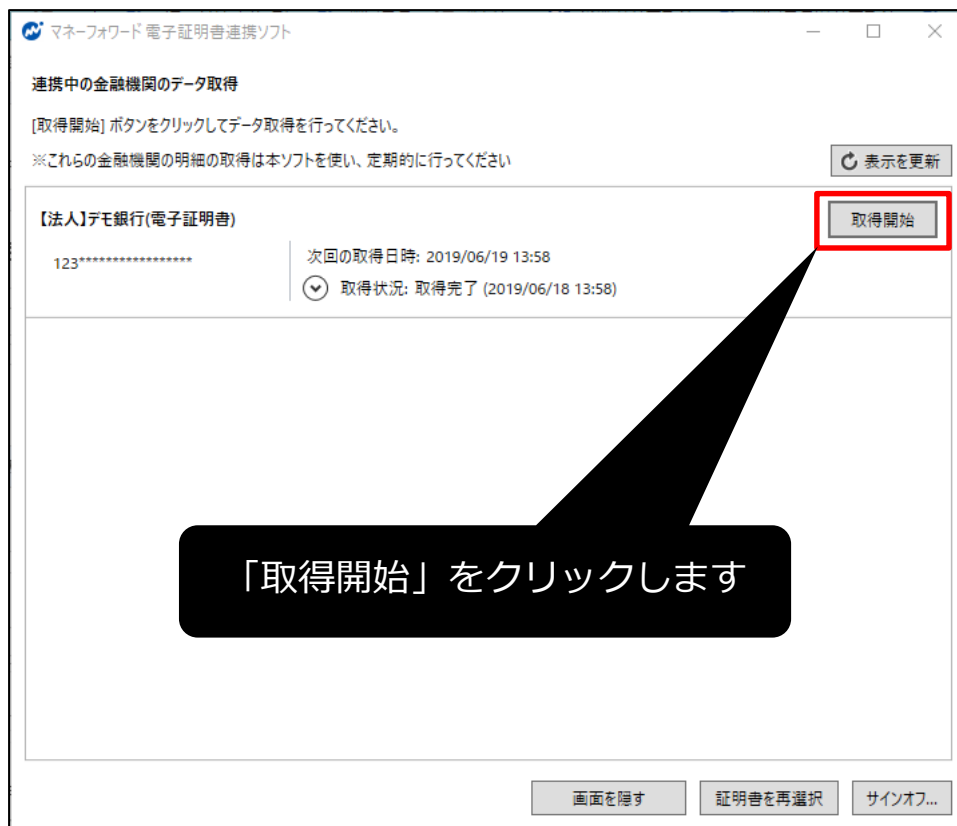 マネーフォワード 電子証明書連携ソフト
連携中の金融機関のデータ取得
[取得開始] ボタンをクリックしてデータ取得を行ってください。
※これらの金融機関の明細の取得は本ソフトを使い、定期的に行ってください
表示を更新
【法人】デモ銀行(電子証明書)
取得開始
123*****************
次回の取得日時: 2019/06/19 13:58
取得状況: 取得完了 (2019/06/18 13:58)
「取得開始」をクリックします
画面を隠す
証明書を再選択
サインオフ...